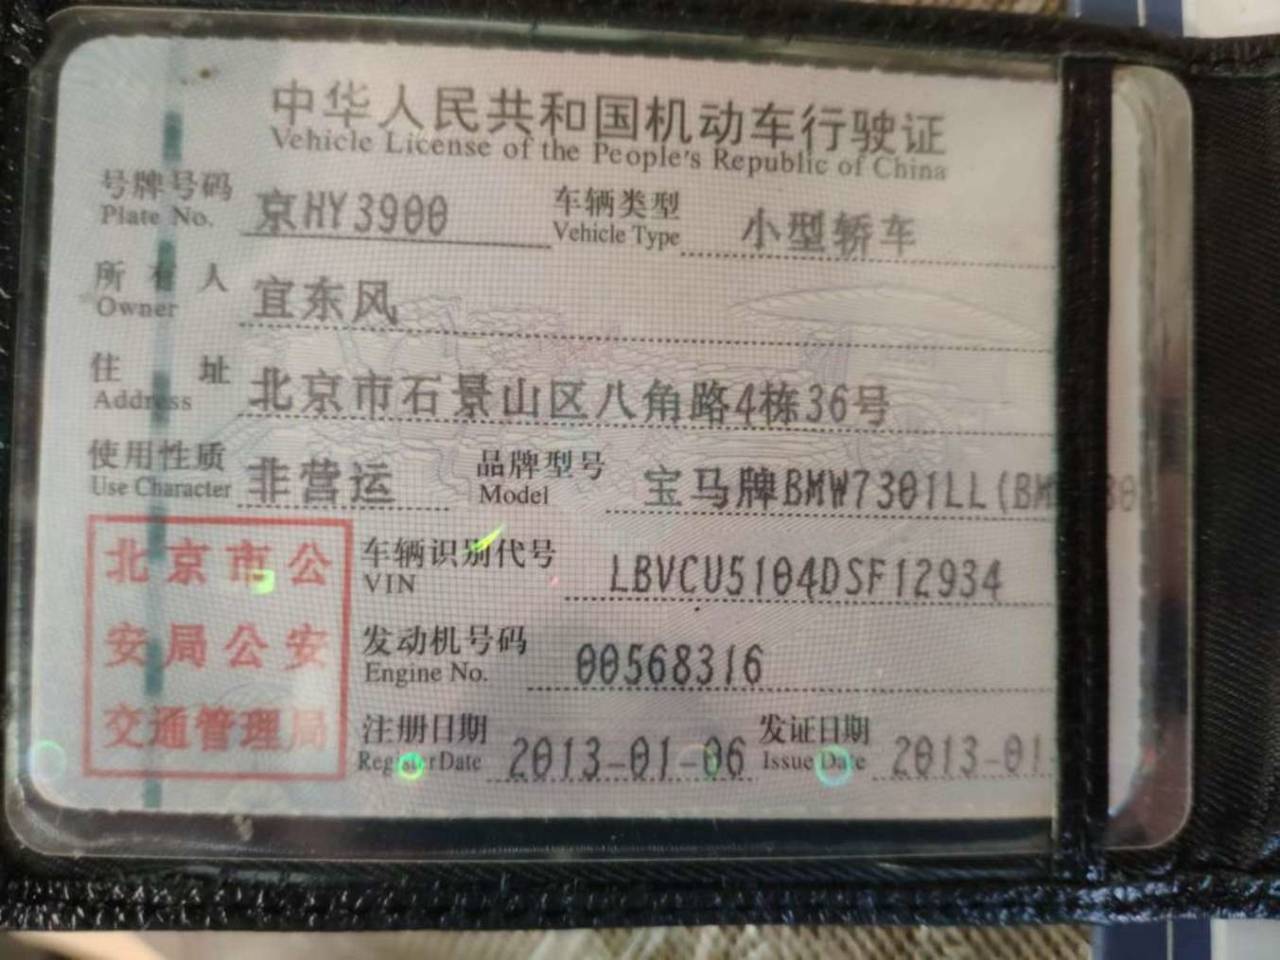 中华人民共和国机动车行驶证
Vehicle License of the People's Republic of China
号牌号码 京HY3900 车辆类型 小型轿车
Plate No. Vehicle Type
所有人 宜东风
Owner
住址 北京市石景山区八角路4栋36号
Address
使用性质 非营运 品牌型号 宝马牌BMW7301LL(BM
Use Character Model
北京市公
安局公安
交通管理局
车辆识别代号 LBVCU5104DSF12934
VIN
发动机号码 00568316
Engine No.
注册日期 2013-01-06 发证日期 2013-01
Register Date Issue Date